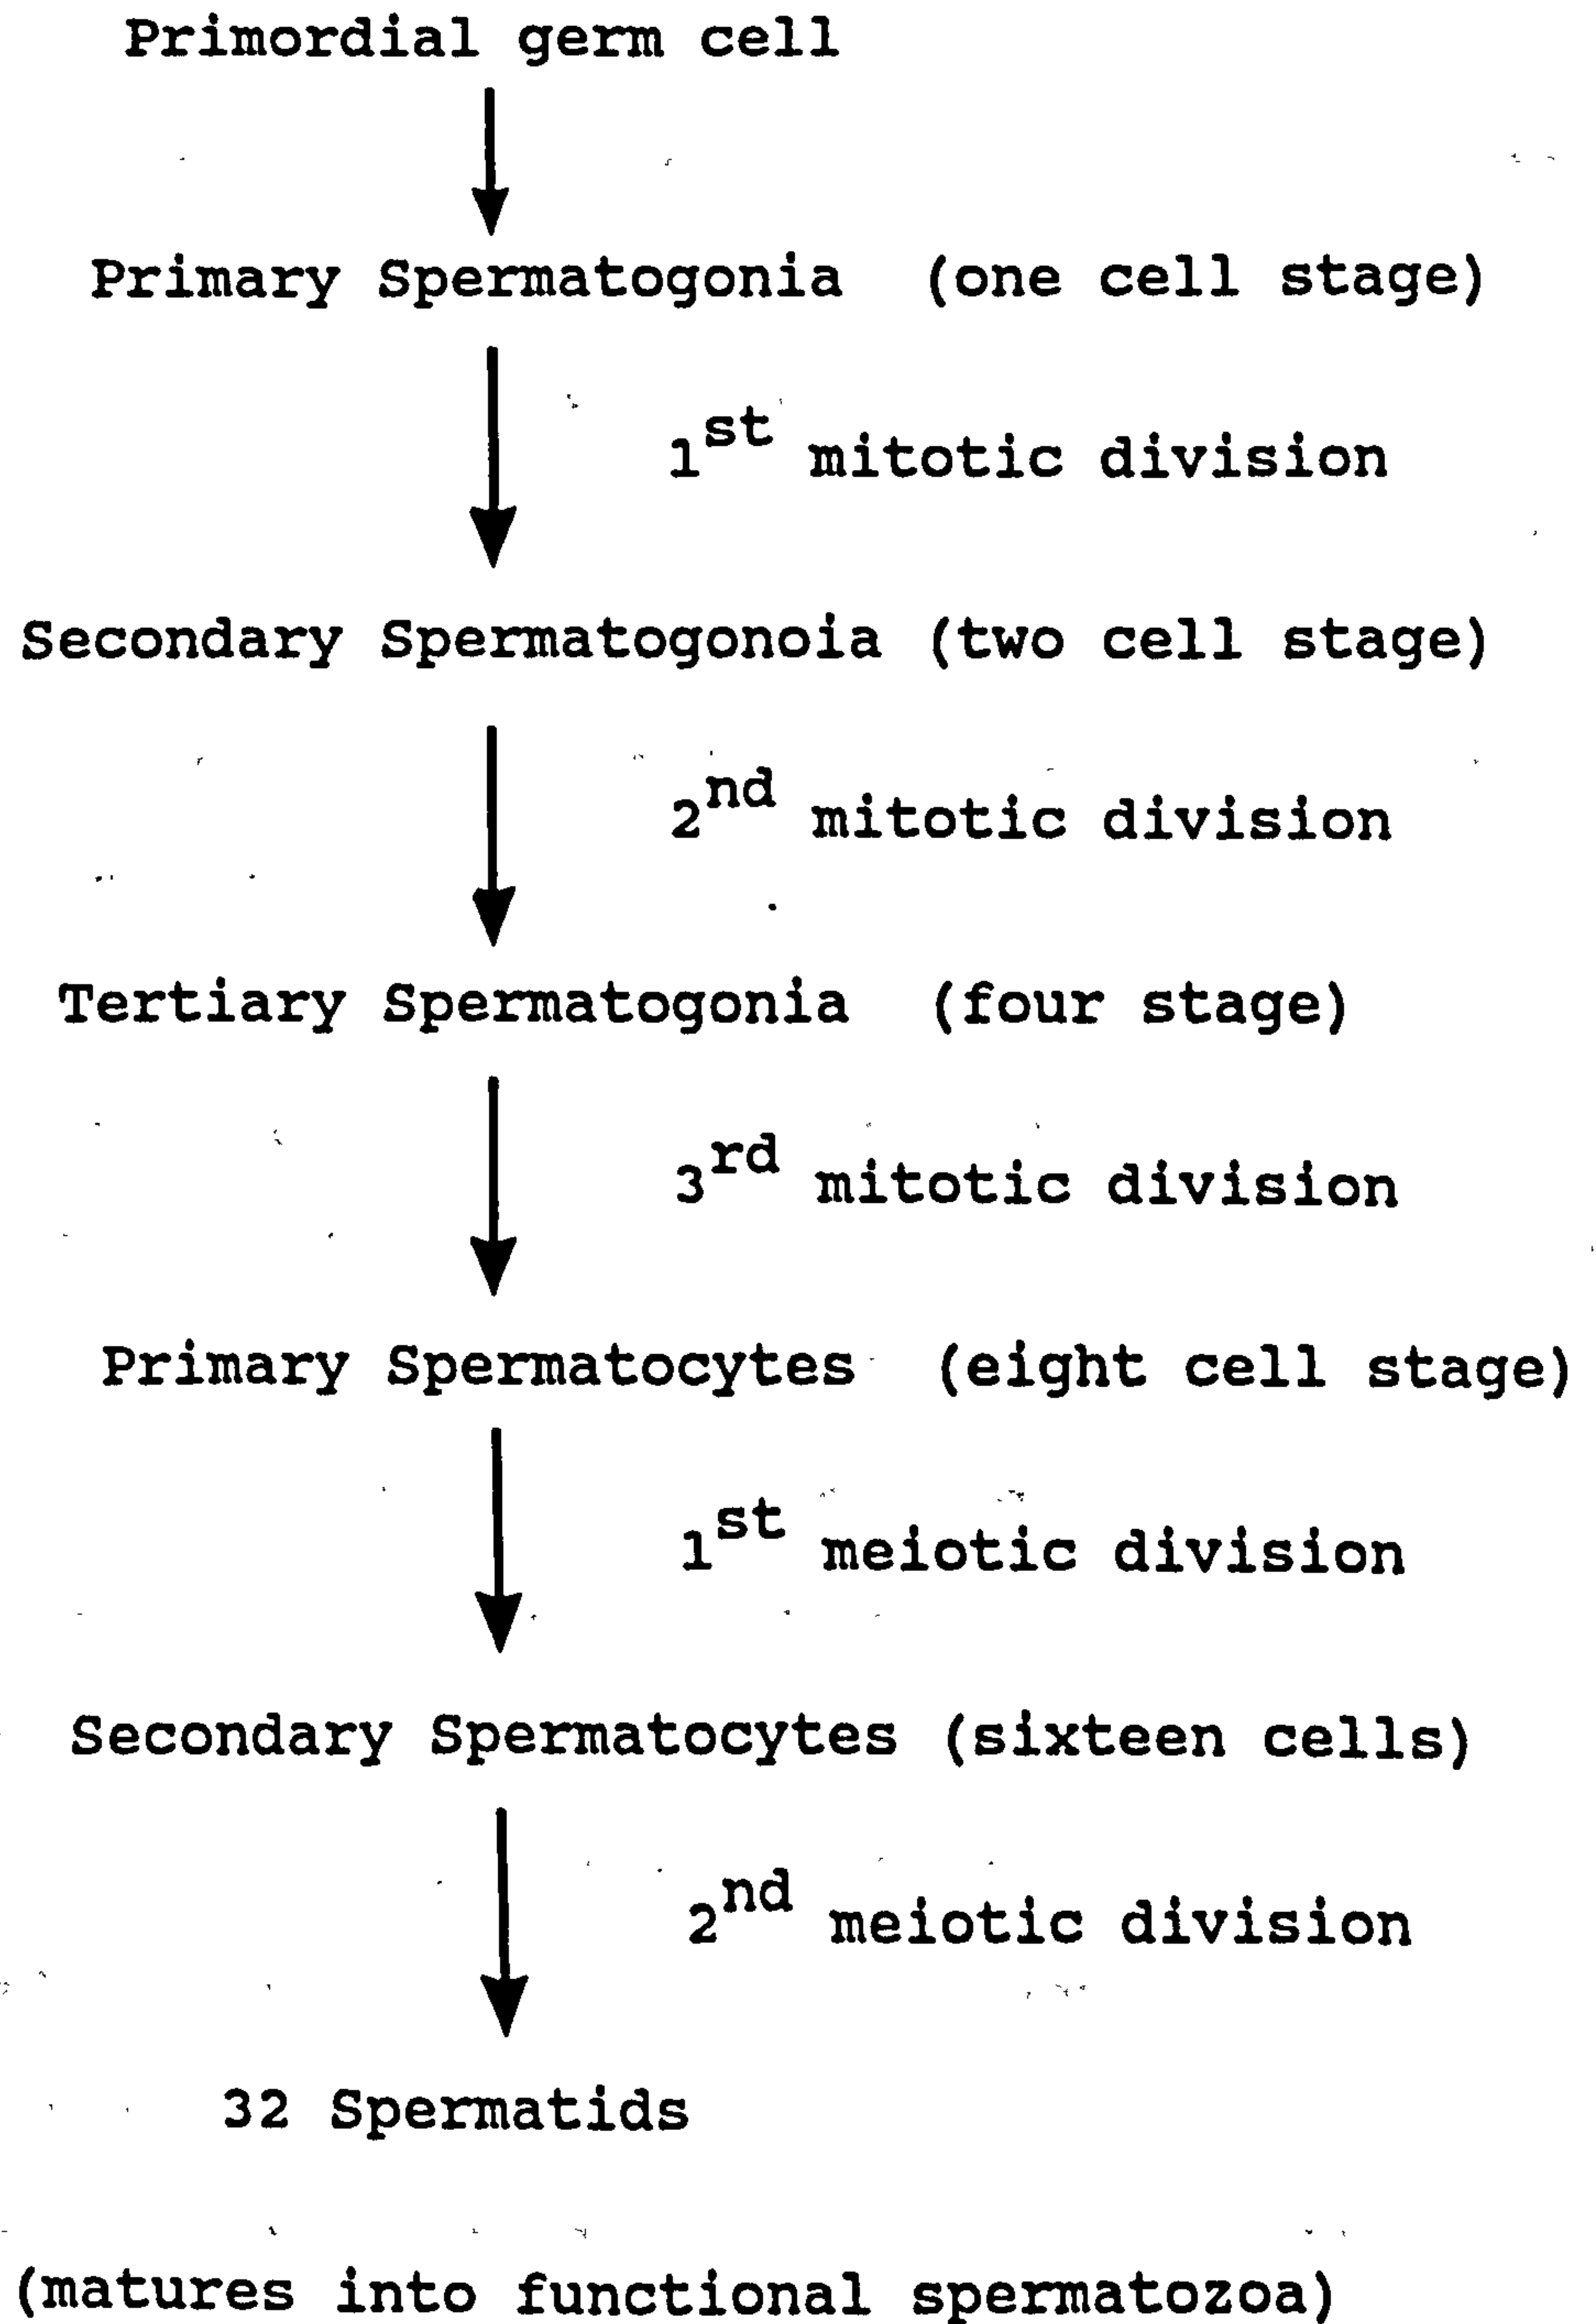 Primordial germ cell
Primary Spermatogonia (one cell stage)
1st mitotic division
Secondary Spermatogonoia (two cell stage)
2nd mitotic division
Tertiary Spermatogonia (four stage)
3rd mitotic division
Primary Spermatocytes (eight cell stage)
1st meiotic division
Secondary Spermatocytes (sixteen cells)
2nd meiotic division
32 Spermatids
(matures into functional spermatozoa)